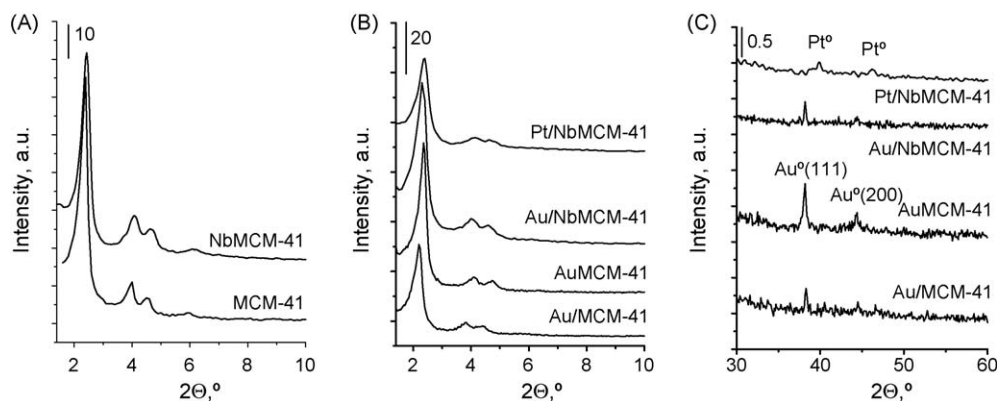 (A)
10
Intensity, a.u.
NbMCM-41
MCM-41
2 4 6 8 10
2Θ,º
(B)
20
Intensity, a.u.
Pt/NbMCM-41
Au/NbMCM-41
AuMCM-41
Au/MCM-41
2 4 6 8 10
2Θ,º
(C)
0.5
Intensity, a.u.
Ptº Ptº
Pt/NbMCM-41
Au/NbMCM-41
Auº(111)
Auº(200)
AuMCM-41
Au/MCM-41
30 40 50 60
2Θ,º